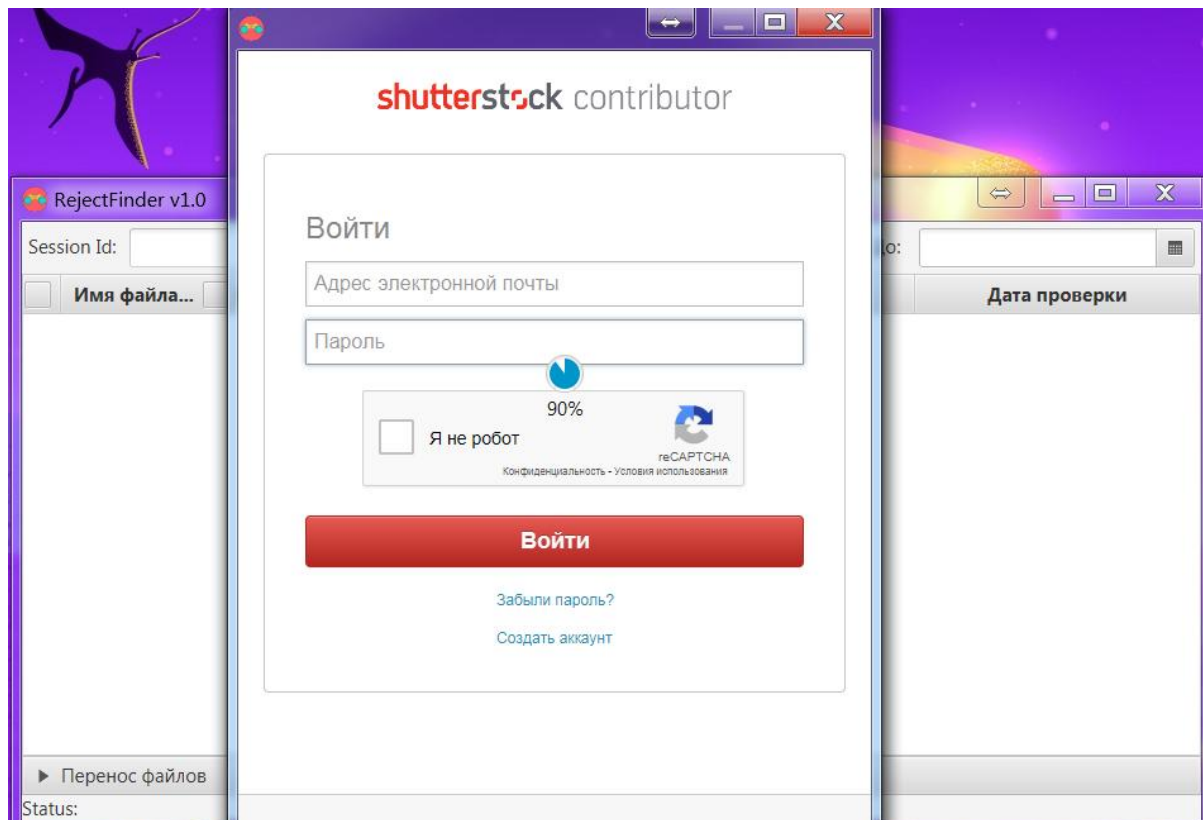 shutterstock contributor
RejectFinder v1.0
Session Id:
Имя файла...
Дата проверки
Войти
Адрес электронной почты
Пароль
90%
Я не робот
reCAPTCHA
Конфиденциальность - Условия использования
Войти
Забыли пароль?
Создать аккаунт
Перенос файлов
Status: